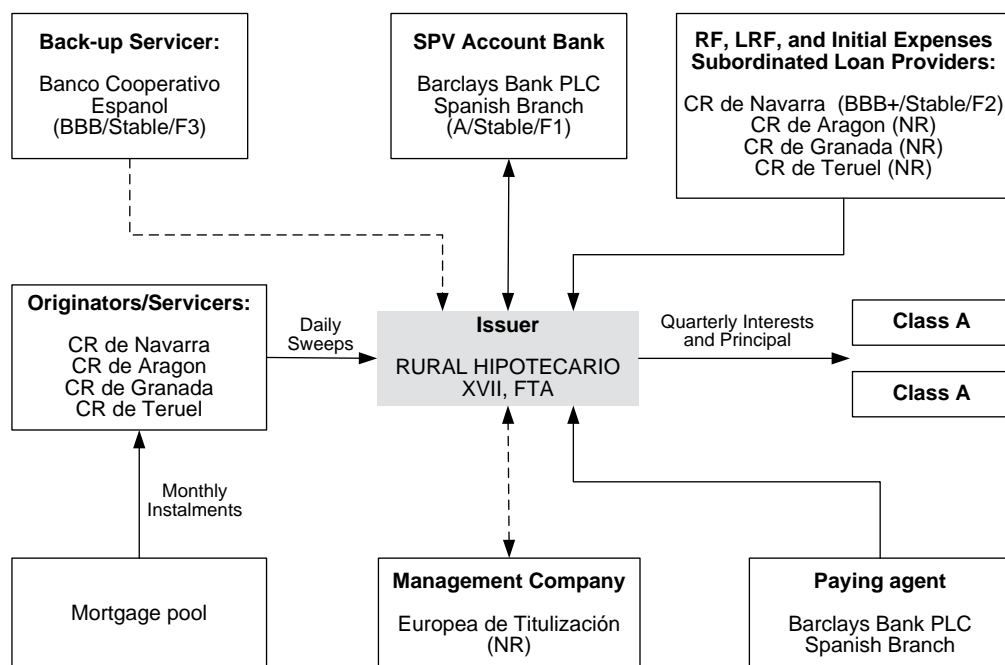 Back-up Servicer:
Banco Cooperativo
Espanol
(BBB/Stable/F3)
SPV Account Bank
Barclays Bank PLC
Spanish Branch
(A/Stable/F1)
RF, LRF, and Initial Expenses
Subordinated Loan Providers:
CR de Navarra (BBB+/Stable/F2)
CR de Aragon (NR)
CR de Granada (NR)
CR de Teruel (NR)
Originators/Servicers:
CR de Navarra
CR de Aragon
CR de Granada
CR de Teruel
Daily
Sweeps
Issuer
RURAL HIPOTECARIO
XVII, FTA
Quarterly Interests
and Principal
Class A
Class A
Monthly
Instalments
Mortgage pool
Management Company
Europea de Titulización
(NR)
Paying agent
Barclays Bank PLC
Spanish Branch